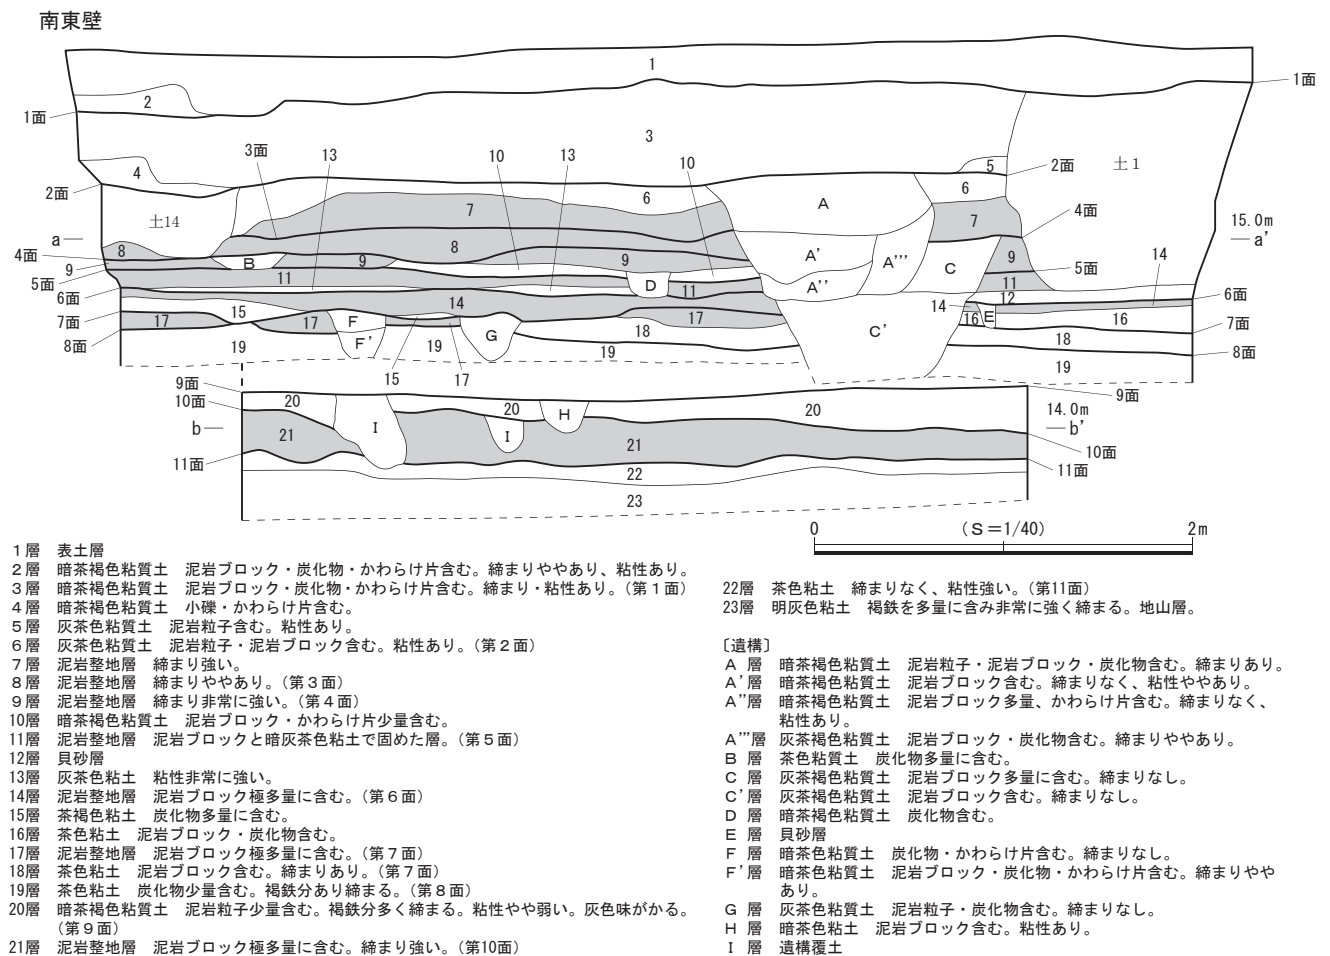 南東壁
1
1面
2
1面
3
4
3面
13
10
13
10
5
2面
土1
2面
6
6
土14
7
A
7
4面
15.0m
a
a’
8
8
9
A'
A'''
C
9
14
4面
B
9
5面
9
11
D
11
A''
11
5面
12
6面
6面
14
14
7面
15
F
17
16
E
16
7面
17
17
G
18
C'
18
8面
F'
8面
19
19
19
19
15
17
9面
9面
10面
20
20
H
20
14.0m
b
I
I
b’
21
21
10面
11面
22
11面
23
0
(S=1/40)
2m
1層 表土層
2層 暗茶褐色粘質土 泥岩ブロック・炭化物・かわらけ片含む。締まりややあり、粘性あり。
3層 暗茶褐色粘質土 泥岩ブロック・炭化物・かわらけ片含む。締まり・粘性あり。(第1面)
4層 暗茶褐色粘質土 小礫・かわらけ片含む。
5層 灰茶色粘質土 泥岩粒子含む。粘性あり。
6層 灰茶色粘質土 泥岩粒子・泥岩ブロック含む。粘性あり。(第2面)
7層 泥岩整地層 締まり強い。
8層 泥岩整地層 締まりややあり。(第3面)
9層 泥岩整地層 締まり非常に強い。(第4面)
10層 暗茶褐色粘質土 泥岩ブロック・かわらけ片少量含む。
11層 泥岩整地層 泥岩ブロックと暗灰茶色粘土で固めた層。(第5面)
12層 貝砂層
13層 灰茶色粘土 粘性非常に強い。
14層 泥岩整地層 泥岩ブロック極多量に含む。(第6面)
15層 茶褐色粘土 炭化物多量に含む。
16層 茶色粘土 泥岩ブロック・炭化物含む。
17層 泥岩整地層 泥岩ブロック極多量に含む。(第7面)
18層 茶色粘土 泥岩ブロック含む。締まりあり。(第7面)
19層 茶色粘土 炭化物少量含む。褐鉄分あり締まる。(第8面)
20層 暗茶褐色粘質土 泥岩粒子少量含む。褐鉄分多く締まる。粘性やや弱い。灰色味がかる。
(第9面)
21層 泥岩整地層 泥岩ブロック極多量に含む。締まり強い。(第10面)
22層 茶色粘土 締まりなく、粘性強い。(第11面)
23層 明灰色粘土 褐鉄を多量に含み非常に強く締まる。地山層。
〔遺構〕
A層 暗茶褐色粘質土 泥岩粒子・泥岩ブロック・炭化物含む。締まりあり。
A'層 暗茶褐色粘質土 泥岩ブロック含む。締まりなく、粘性ややあり。
A''層 暗茶褐色粘質土 泥岩ブロック多量、かわらけ片含む。締まりなく、
粘性あり。
A'''層 灰茶褐色粘質土 泥岩ブロック・炭化物含む。締まりややあり。
B層 茶色粘質土 炭化物多量に含む。
C層 灰茶褐色粘質土 泥岩ブロック多量に含む。締まりなし。
C'層 灰茶褐色粘質土 泥岩ブロック含む。締まりなし。
D層 暗茶褐色粘質土 炭化物含む。
E層 貝砂層
F層 暗茶色粘質土 炭化物・かわらけ片含む。締まりなし。
F'層 暗茶色粘質土 泥岩ブロック・炭化物・かわらけ片含む。締まりやや
あり。
G層 灰茶色粘質土 泥岩粒子・炭化物含む。締まりなし。
H層 暗茶色粘質土 泥岩ブロック含む。粘性あり。
I層 遺構覆土